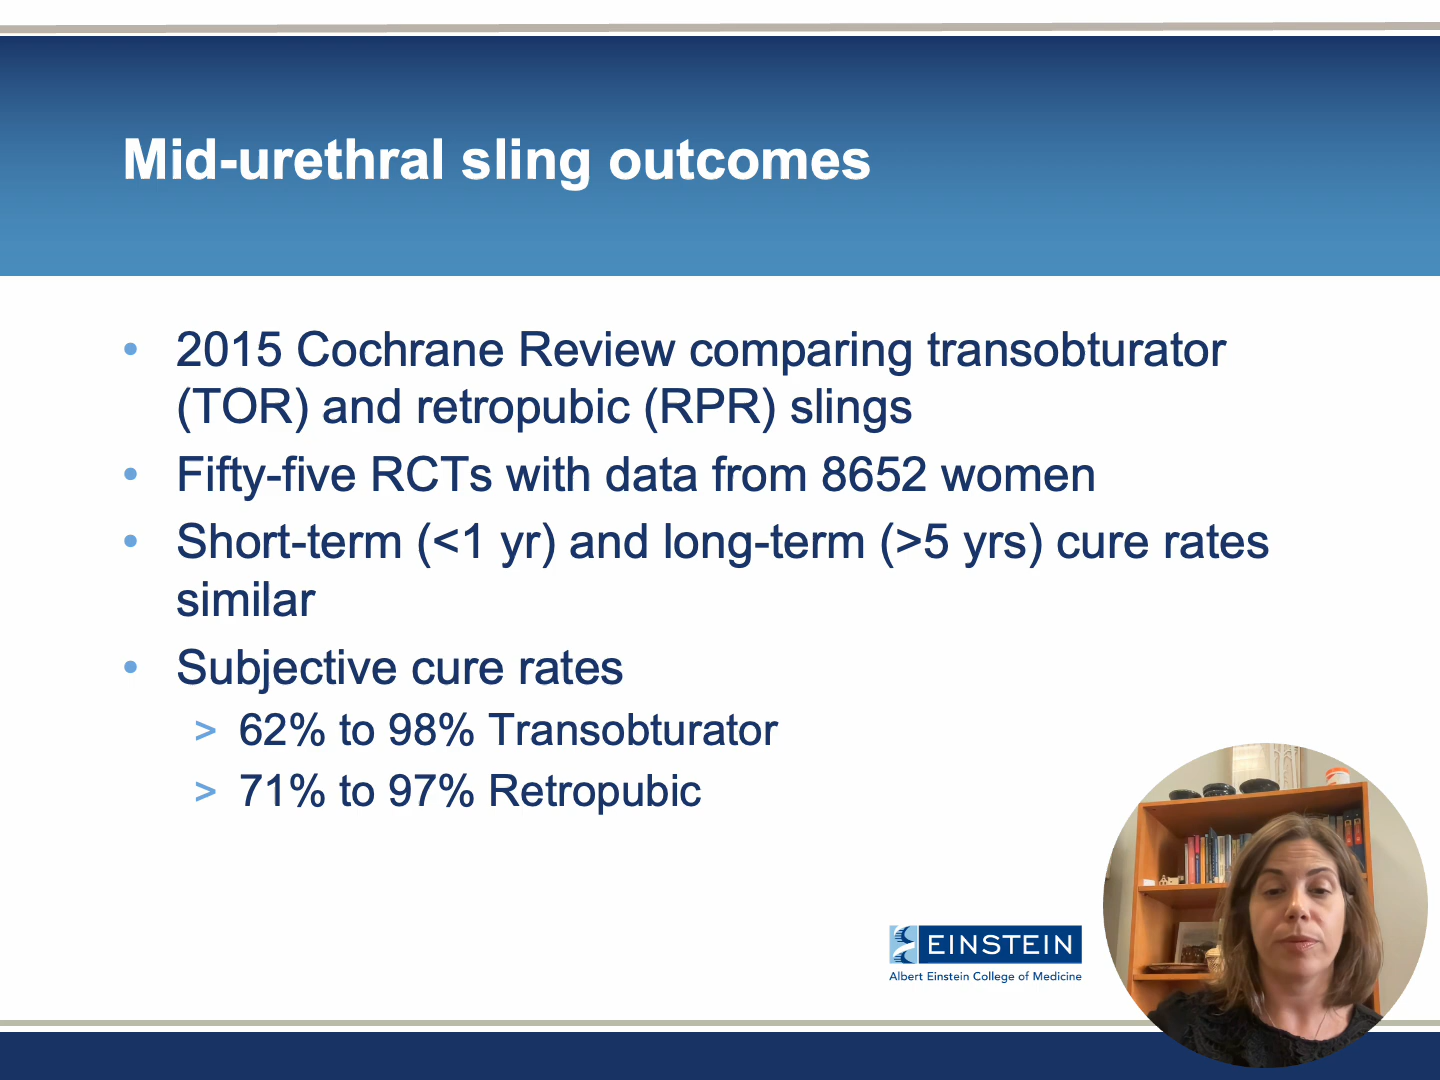 Mid-urethral sling outcomes
• 2015 Cochrane Review comparing transobturator
(TOR) and retropubic (RPR) slings
• Fifty-five RCTs with data from 8652 women
• Short-term (<1 yr) and long-term (>5 yrs) cure rates
similar
• Subjective cure rates
> 62% to 98% Transobturator
> 71% to 97% Retropubic
EINSTEIN
Albert Einstein College of Medicine